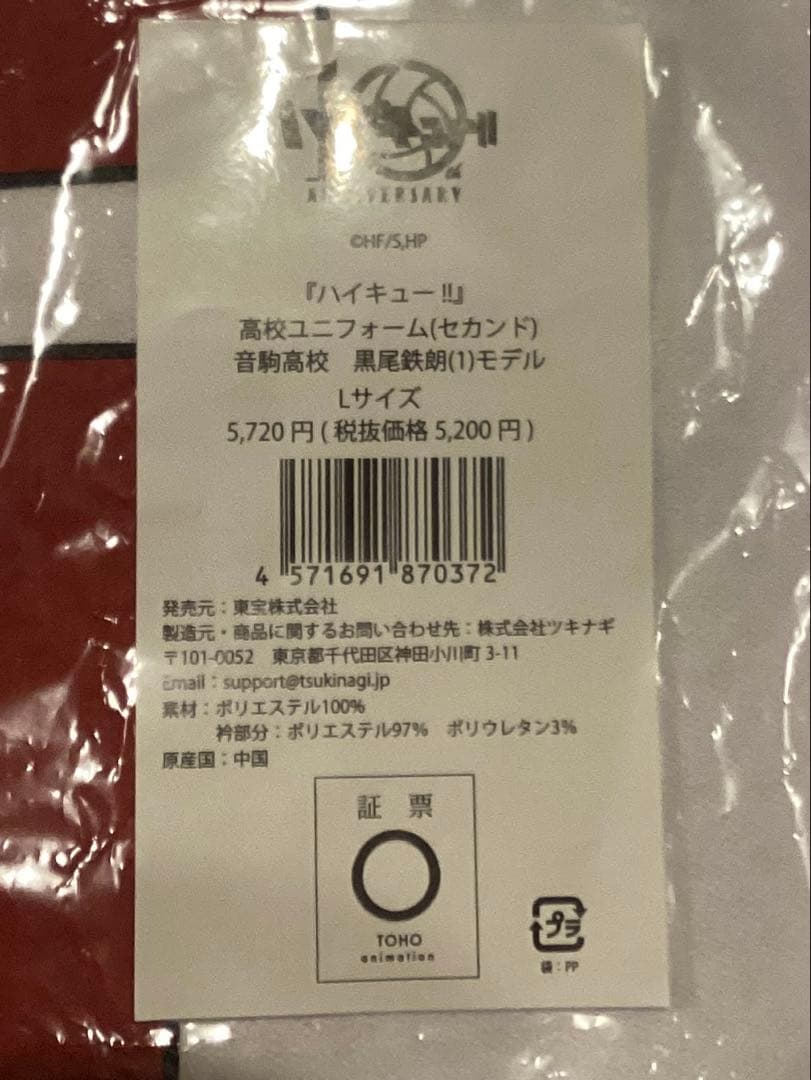 th
ANNIVERSARY
©HF/S,HP
『ハイキュー!!』
高校ユニフォーム(セカンド)
音駒高校　黒尾鉄朗(1)モデル
Lサイズ
5,720 円 ( 税抜価格 5,200 円 )
4 571691 870372
発売元：東宝株式会社
製造元・商品に関するお問い合わせ先：株式会社ツキナギ
〒101-0052　東京都千代田区神田小川町 3-11
Email：support@tsukinagi.jp
素材：ポリエステル100%
衿部分：ポリエステル97%　ポリウレタン3%
原産国：中国
証 票
TOHO
animation
プラ
袋：PP